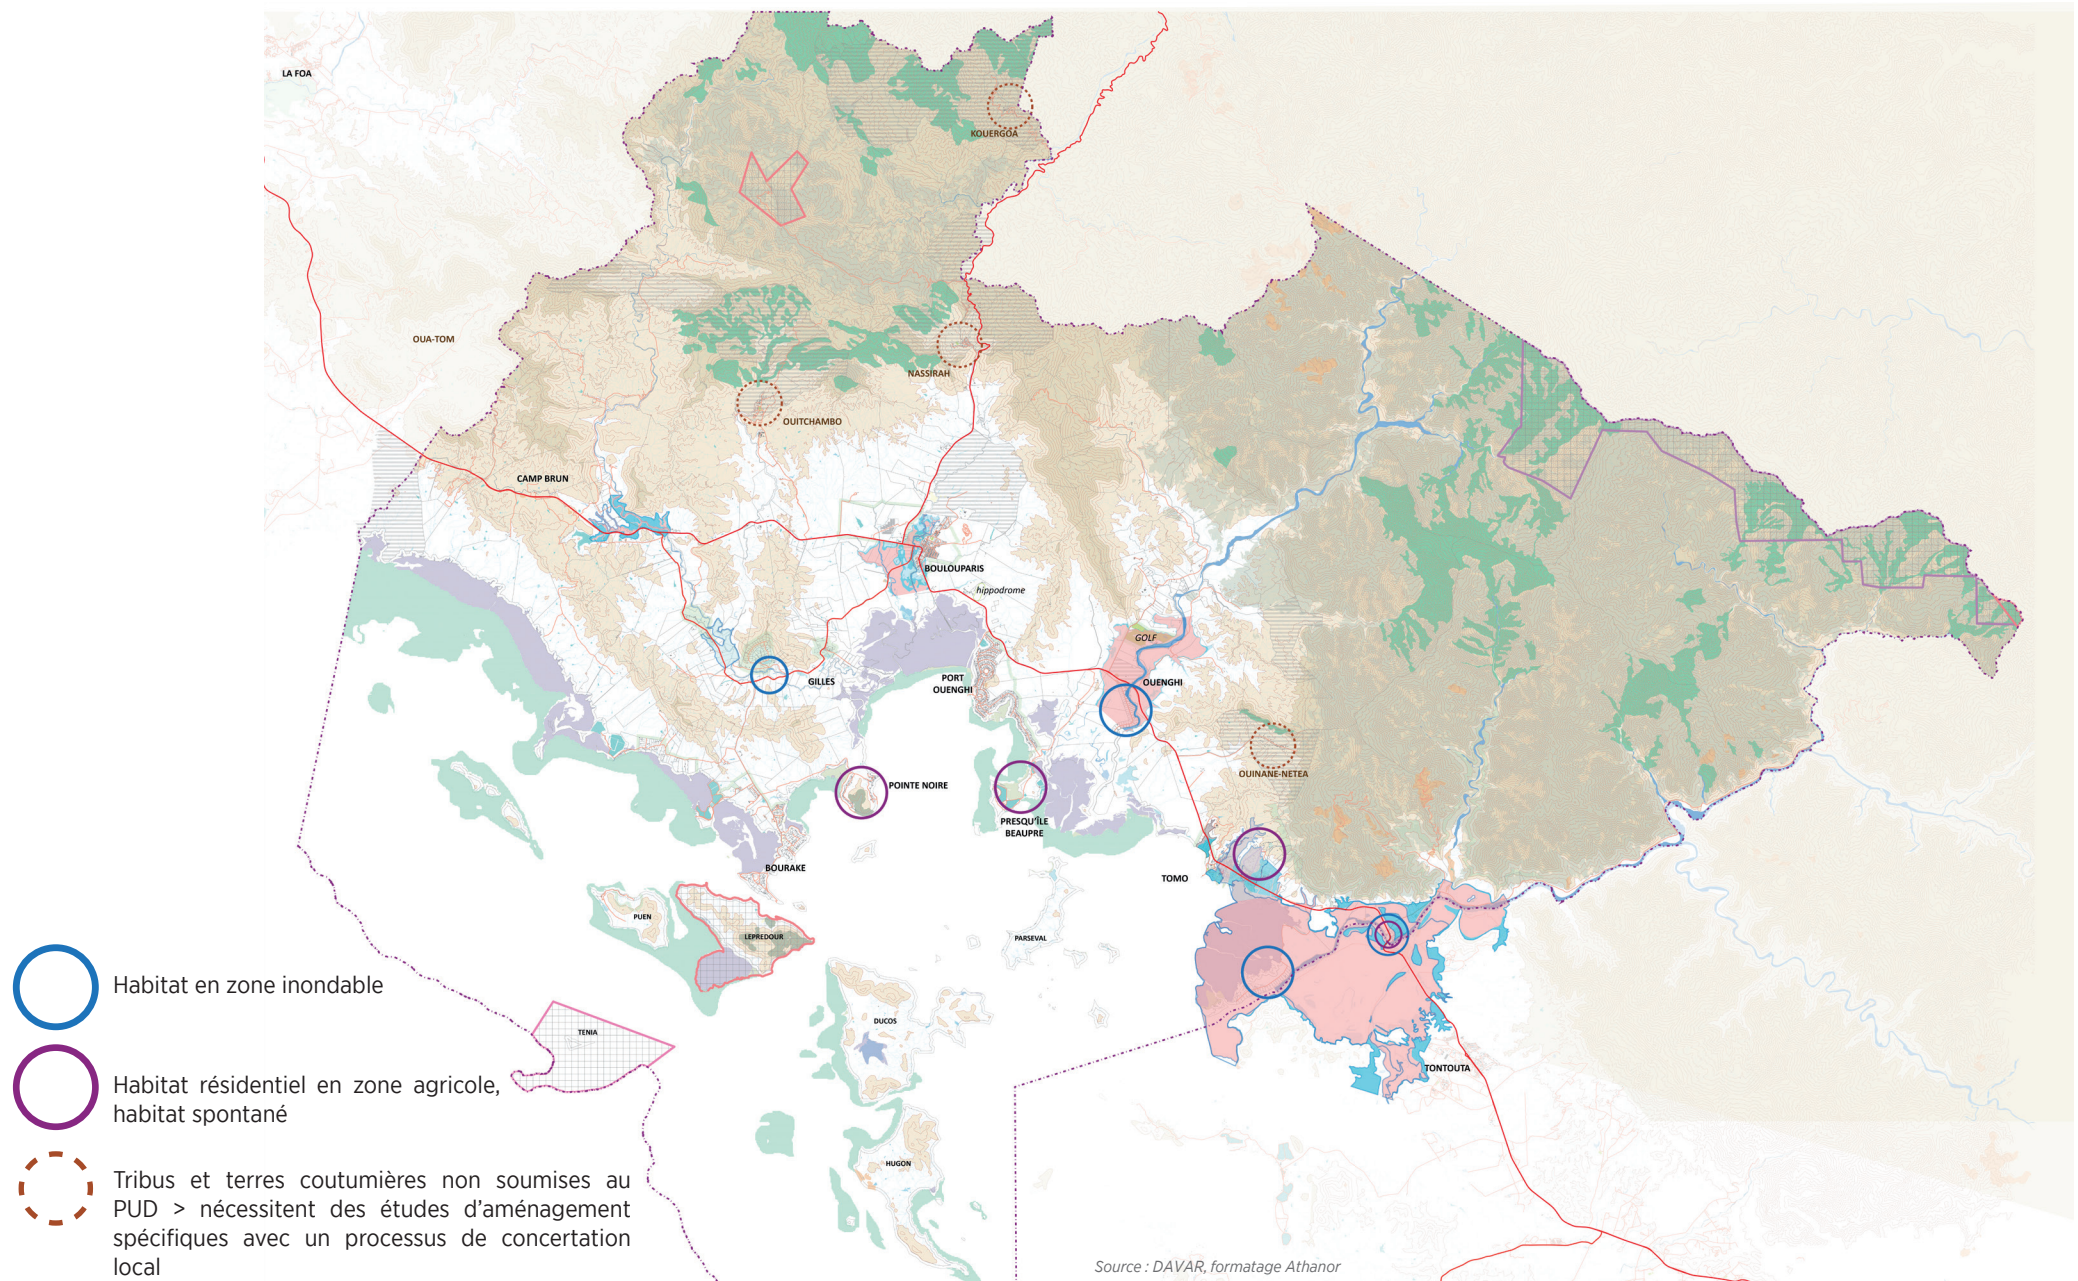 LA FOA
KOUERGOA
OUA-TOM
NASSIRAH
OUITCHAMBO
CAMP BRUN
BOULOUPARIS
hippodrome
GOLF
GILLES
PORT
OUENGHI
OUENGHI
OUINANE-NETEA
POINTE NOIRE
PRESQU'ÎLE
BEAUPRE
BOURAKE
TOMO
PUEN
LEPREDOUR
PARSEVAL
TENIA
DUCOS
TONTOUTA
HUGON
Habitat en zone inondable
Habitat résidentiel en zone agricole,
habitat spontané
Tribus et terres coutumières non soumises au
PUD > nécessitent des études d’aménagement
spécifiques avec un processus de concertation
local
Source : DAVAR, formatage Athanor